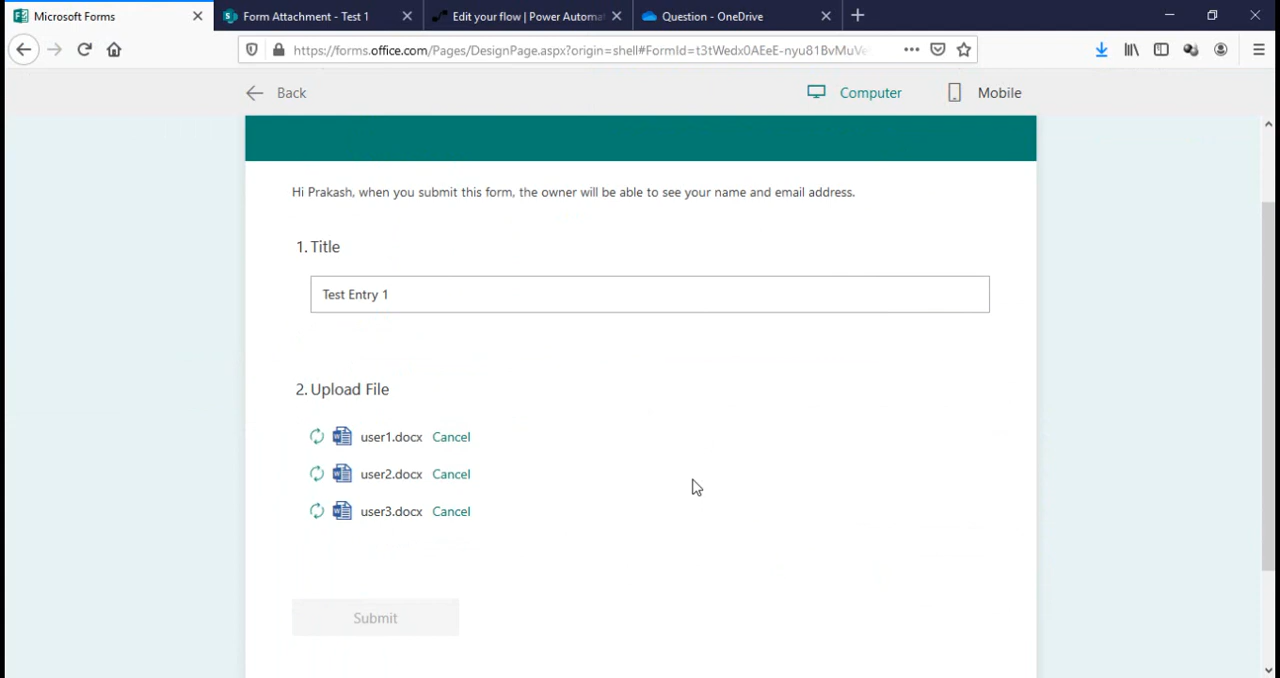 Microsoft Forms
Form Attachment - Test 1
Edit your flow | Power Automa
Question - OneDrive
https://forms.office.com/Pages/DesignPage.aspx?origin=shell#FormId=t3tWedx0AEeE-nyu81BvMuVe
Back
Computer
Mobile
Hi Prakash, when you submit this form, the owner will be able to see your name and email address.
1. Title
Test Entry 1
2. Upload File
user1.docx Cancel
user2.docx Cancel
user3.docx Cancel
Submit